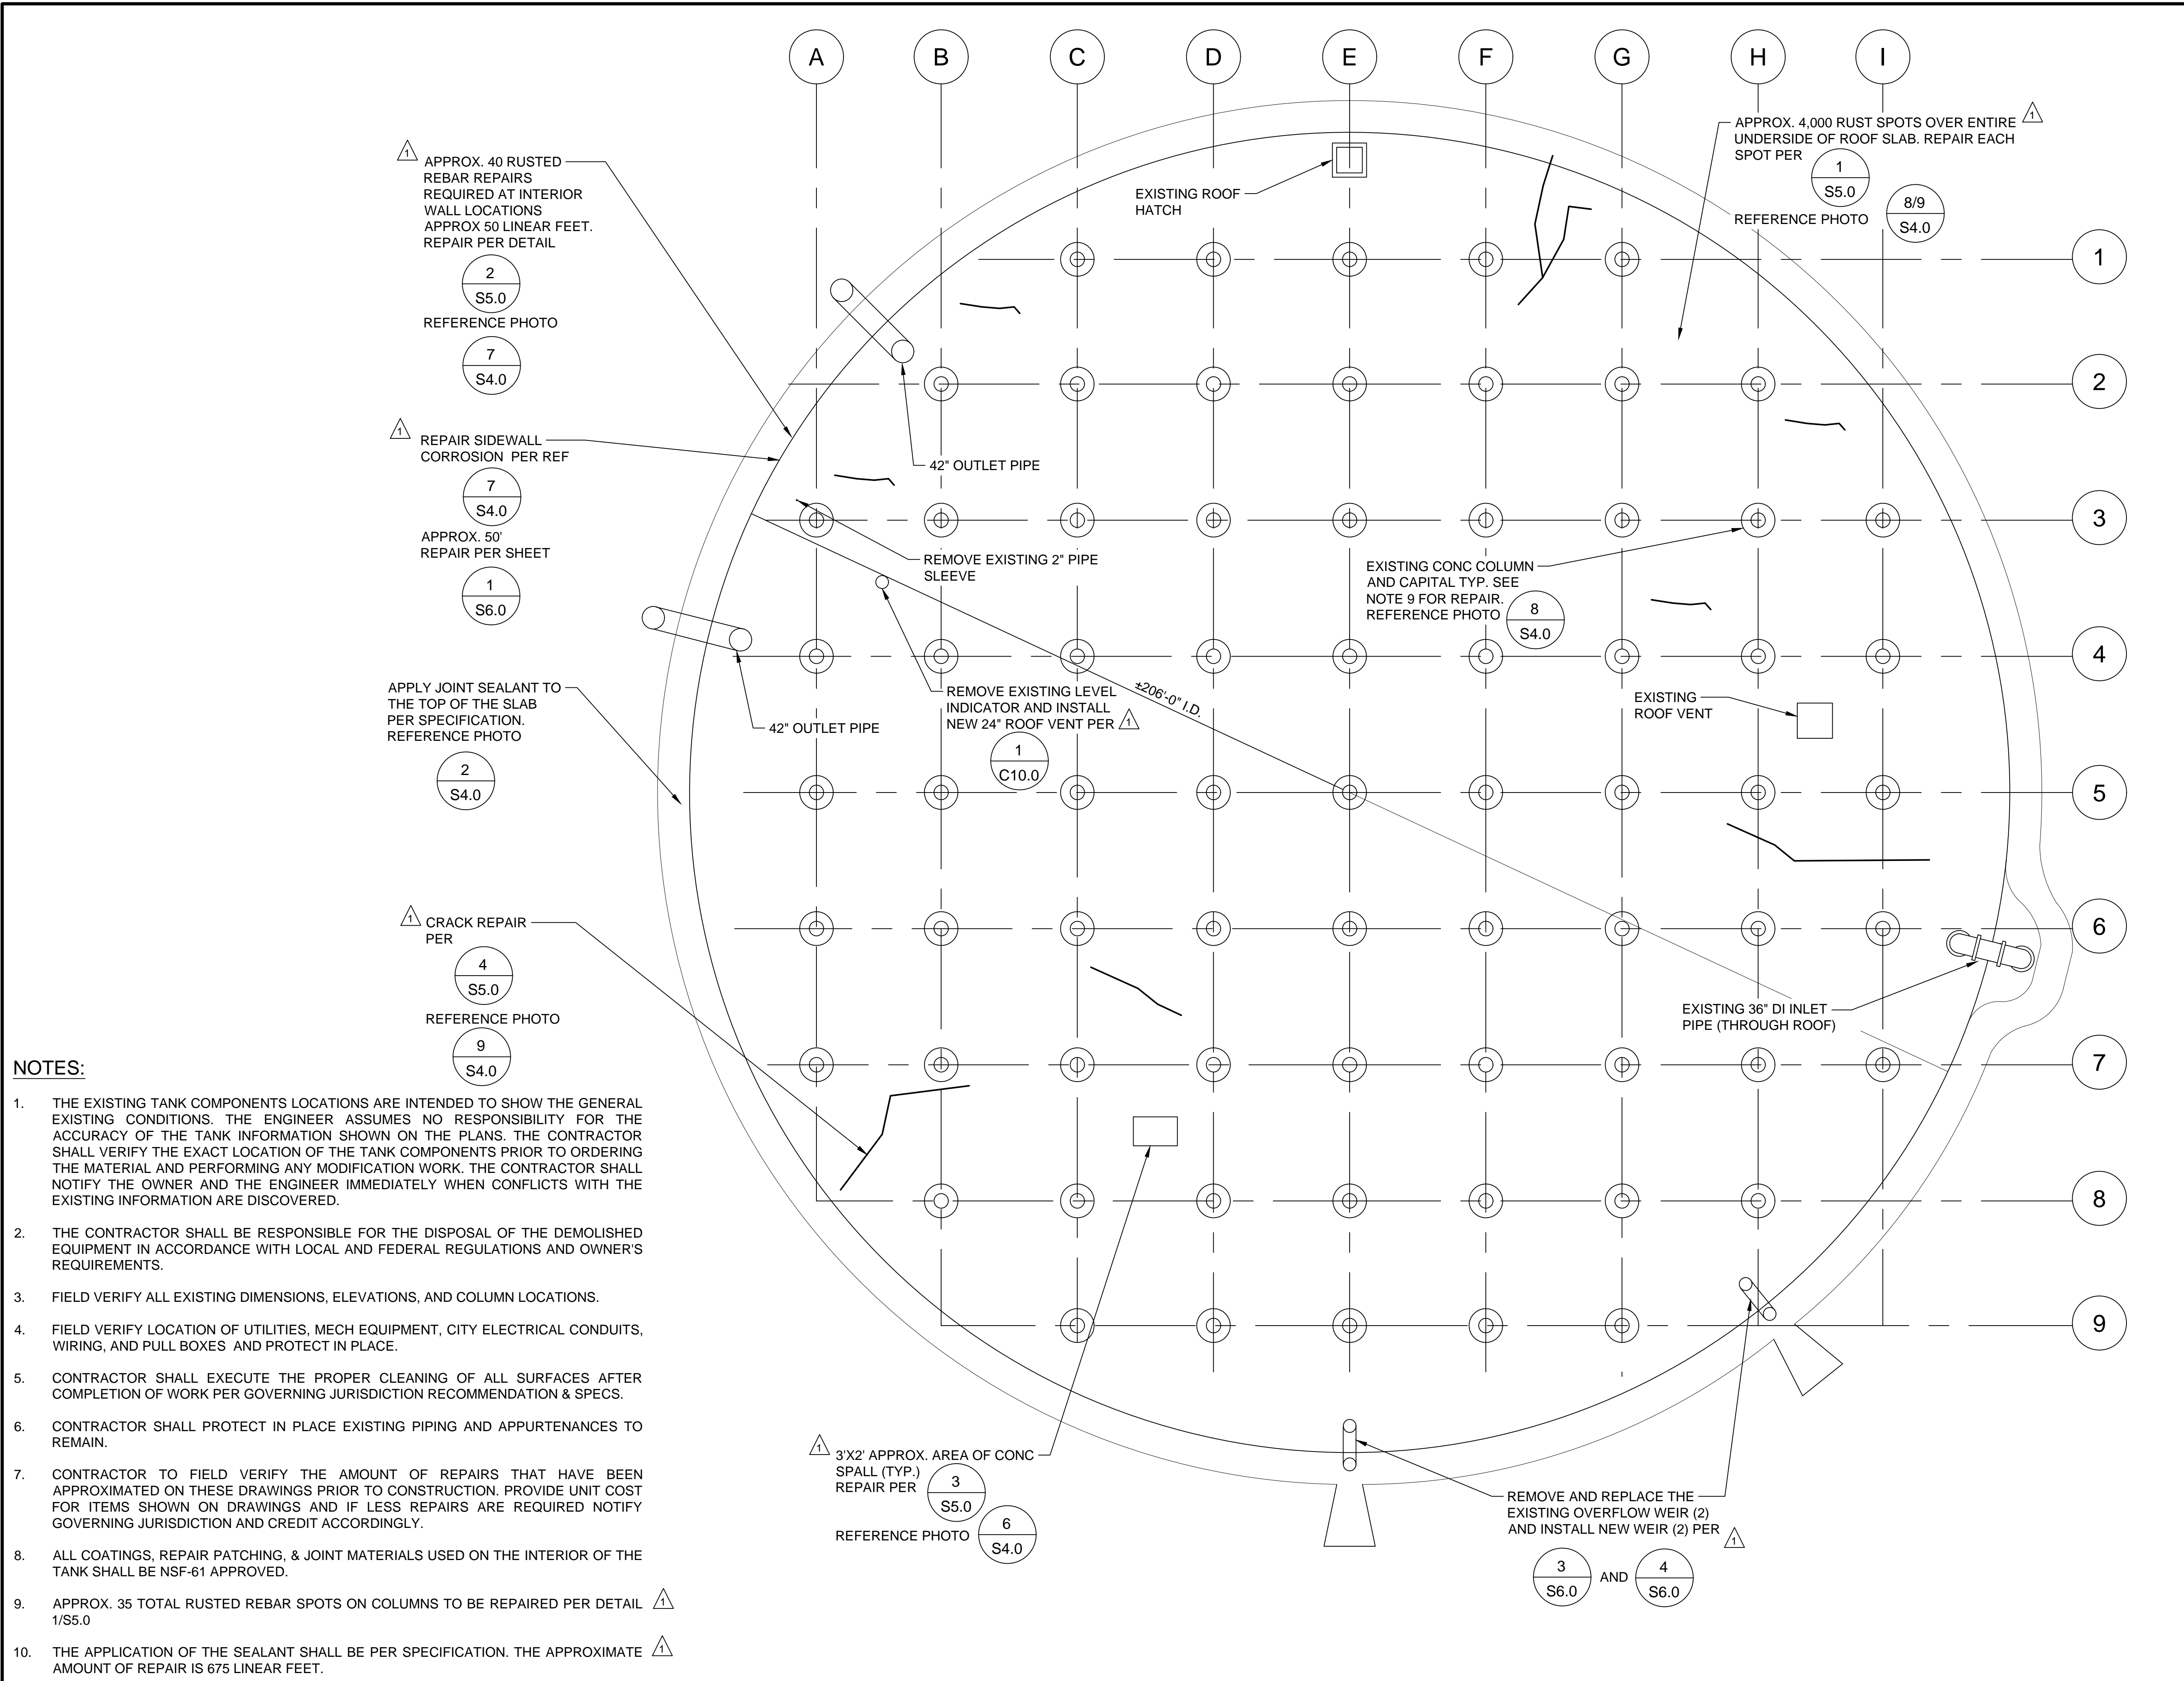 A
B
C
D
E
F
G
H
I
1
2
3
4
5
6
7
8
9
1
APPROX. 40 RUSTED
REBAR REPAIRS
REQUIRED AT INTERIOR
WALL LOCATIONS
APPROX 50 LINEAR FEET.
REPAIR PER DETAIL
2
S5.0
REFERENCE PHOTO
7
S4.0
1
REPAIR SIDEWALL
CORROSION PER REF
7
S4.0
APPROX. 50'
REPAIR PER SHEET
1
S6.0
APPLY JOINT SEALANT TO
THE TOP OF THE SLAB
PER SPECIFICATION.
REFERENCE PHOTO
2
S4.0
1
CRACK REPAIR
PER
4
S5.0
REFERENCE PHOTO
9
S4.0
EXISTING ROOF
HATCH
APPROX. 4,000 RUST SPOTS OVER ENTIRE 1
UNDERSIDE OF ROOF SLAB. REPAIR EACH
SPOT PER
1
S5.0
REFERENCE PHOTO
8/9
S4.0
42" OUTLET PIPE
REMOVE EXISTING 2" PIPE
SLEEVE
EXISTING CONC COLUMN
AND CAPITAL TYP. SEE
NOTE 9 FOR REPAIR.
REFERENCE PHOTO
8
S4.0
±206'-0" I.D.
REMOVE EXISTING LEVEL
INDICATOR AND INSTALL
NEW 24" ROOF VENT PER 1
1
C10.0
42" OUTLET PIPE
EXISTING
ROOF VENT
EXISTING 36" DI INLET
PIPE (THROUGH ROOF)
1
3'X2' APPROX. AREA OF CONC
SPALL (TYP.)
REPAIR PER
3
S5.0
REFERENCE PHOTO
6
S4.0
REMOVE AND REPLACE THE
EXISTING OVERFLOW WEIR (2)
AND INSTALL NEW WEIR (2) PER 1
3
S6.0
AND
4
S6.0
NOTES:
1. THE EXISTING TANK COMPONENTS LOCATIONS ARE INTENDED TO SHOW THE GENERAL
EXISTING CONDITIONS. THE ENGINEER ASSUMES NO RESPONSIBILITY FOR THE
ACCURACY OF THE TANK INFORMATION SHOWN ON THE PLANS. THE CONTRACTOR
SHALL VERIFY THE EXACT LOCATION OF THE TANK COMPONENTS PRIOR TO ORDERING
THE MATERIAL AND PERFORMING ANY MODIFICATION WORK. THE CONTRACTOR SHALL
NOTIFY THE OWNER AND THE ENGINEER IMMEDIATELY WHEN CONFLICTS WITH THE
EXISTING INFORMATION ARE DISCOVERED.
2. THE CONTRACTOR SHALL BE RESPONSIBLE FOR THE DISPOSAL OF THE DEMOLISHED
EQUIPMENT IN ACCORDANCE WITH LOCAL AND FEDERAL REGULATIONS AND OWNER'S
REQUIREMENTS.
3. FIELD VERIFY ALL EXISTING DIMENSIONS, ELEVATIONS, AND COLUMN LOCATIONS.
4. FIELD VERIFY LOCATION OF UTILITIES, MECH EQUIPMENT, CITY ELECTRICAL CONDUITS,
WIRING, AND PULL BOXES AND PROTECT IN PLACE.
5. CONTRACTOR SHALL EXECUTE THE PROPER CLEANING OF ALL SURFACES AFTER
COMPLETION OF WORK PER GOVERNING JURISDICTION RECOMMENDATION & SPECS.
6. CONTRACTOR SHALL PROTECT IN PLACE EXISTING PIPING AND APPURTENANCES TO
REMAIN.
7. CONTRACTOR TO FIELD VERIFY THE AMOUNT OF REPAIRS THAT HAVE BEEN
APPROXIMATED ON THESE DRAWINGS PRIOR TO CONSTRUCTION. PROVIDE UNIT COST
FOR ITEMS SHOWN ON DRAWINGS AND IF LESS REPAIRS ARE REQUIRED NOTIFY
GOVERNING JURISDICTION AND CREDIT ACCORDINGLY.
8. ALL COATINGS, REPAIR PATCHING, & JOINT MATERIALS USED ON THE INTERIOR OF THE
TANK SHALL BE NSF-61 APPROVED.
9. APPROX. 35 TOTAL RUSTED REBAR SPOTS ON COLUMNS TO BE REPAIRED PER DETAIL 1
1/S5.0
10. THE APPLICATION OF THE SEALANT SHALL BE PER SPECIFICATION. THE APPROXIMATE 1
AMOUNT OF REPAIR IS 675 LINEAR FEET.